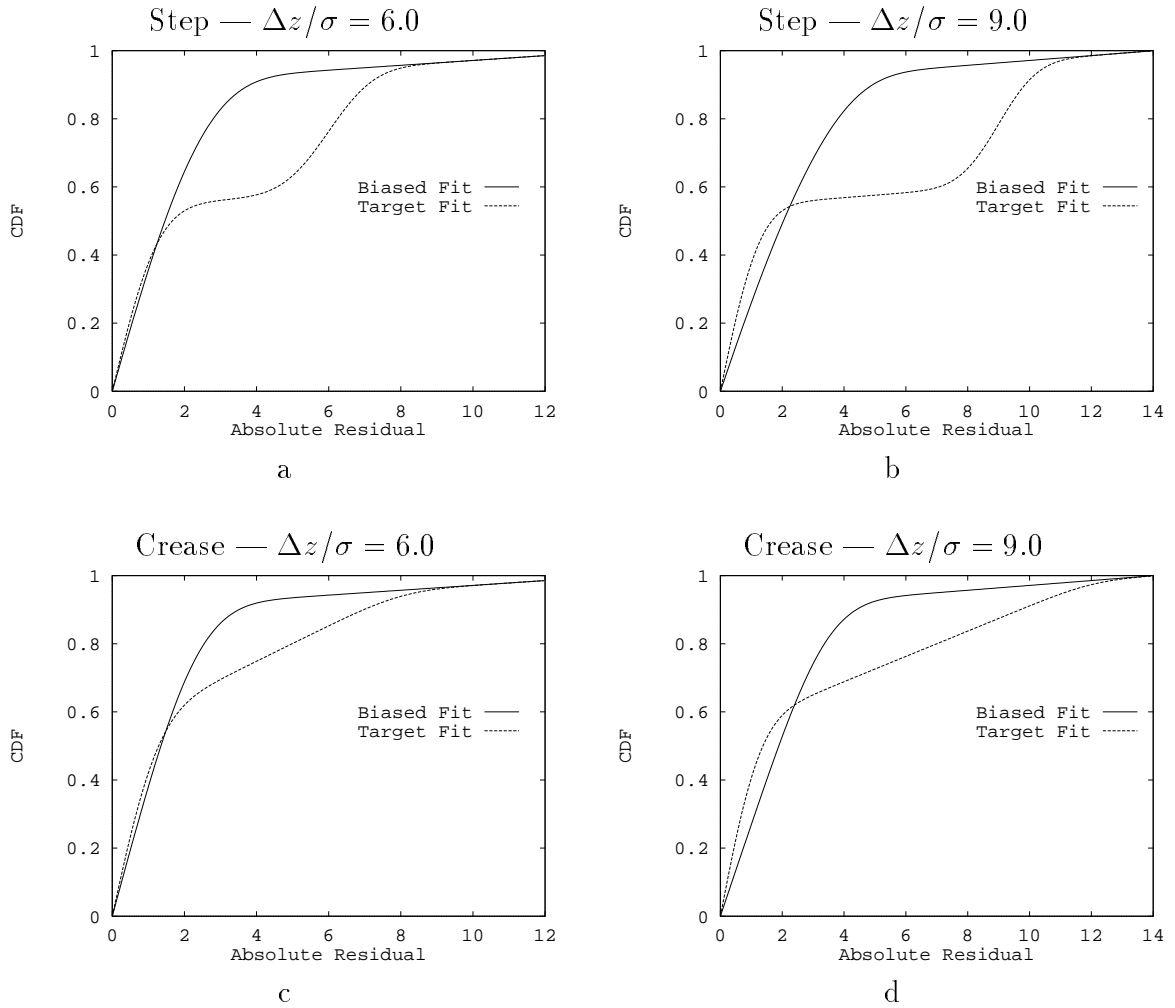 Step — Δz/σ = 6.0
1
0.8
0.6
0.4
0.2
0
CDF
Biased Fit
Target Fit
0 2 4 6 8 10 12
Absolute Residual
a
Step — Δz/σ = 9.0
1
0.8
0.6
0.4
0.2
0
CDF
Biased Fit
Target Fit
0 2 4 6 8 10 12 14
Absolute Residual
b
Crease — Δz/σ = 6.0
1
0.8
0.6
0.4
0.2
0
CDF
Biased Fit
Target Fit
0 2 4 6 8 10 12
Absolute Residual
c
Crease — Δz/σ = 9.0
1
0.8
0.6
0.4
0.2
0
CDF
Biased Fit
Target Fit
0 2 4 6 8 10 12 14
Absolute Residual
d